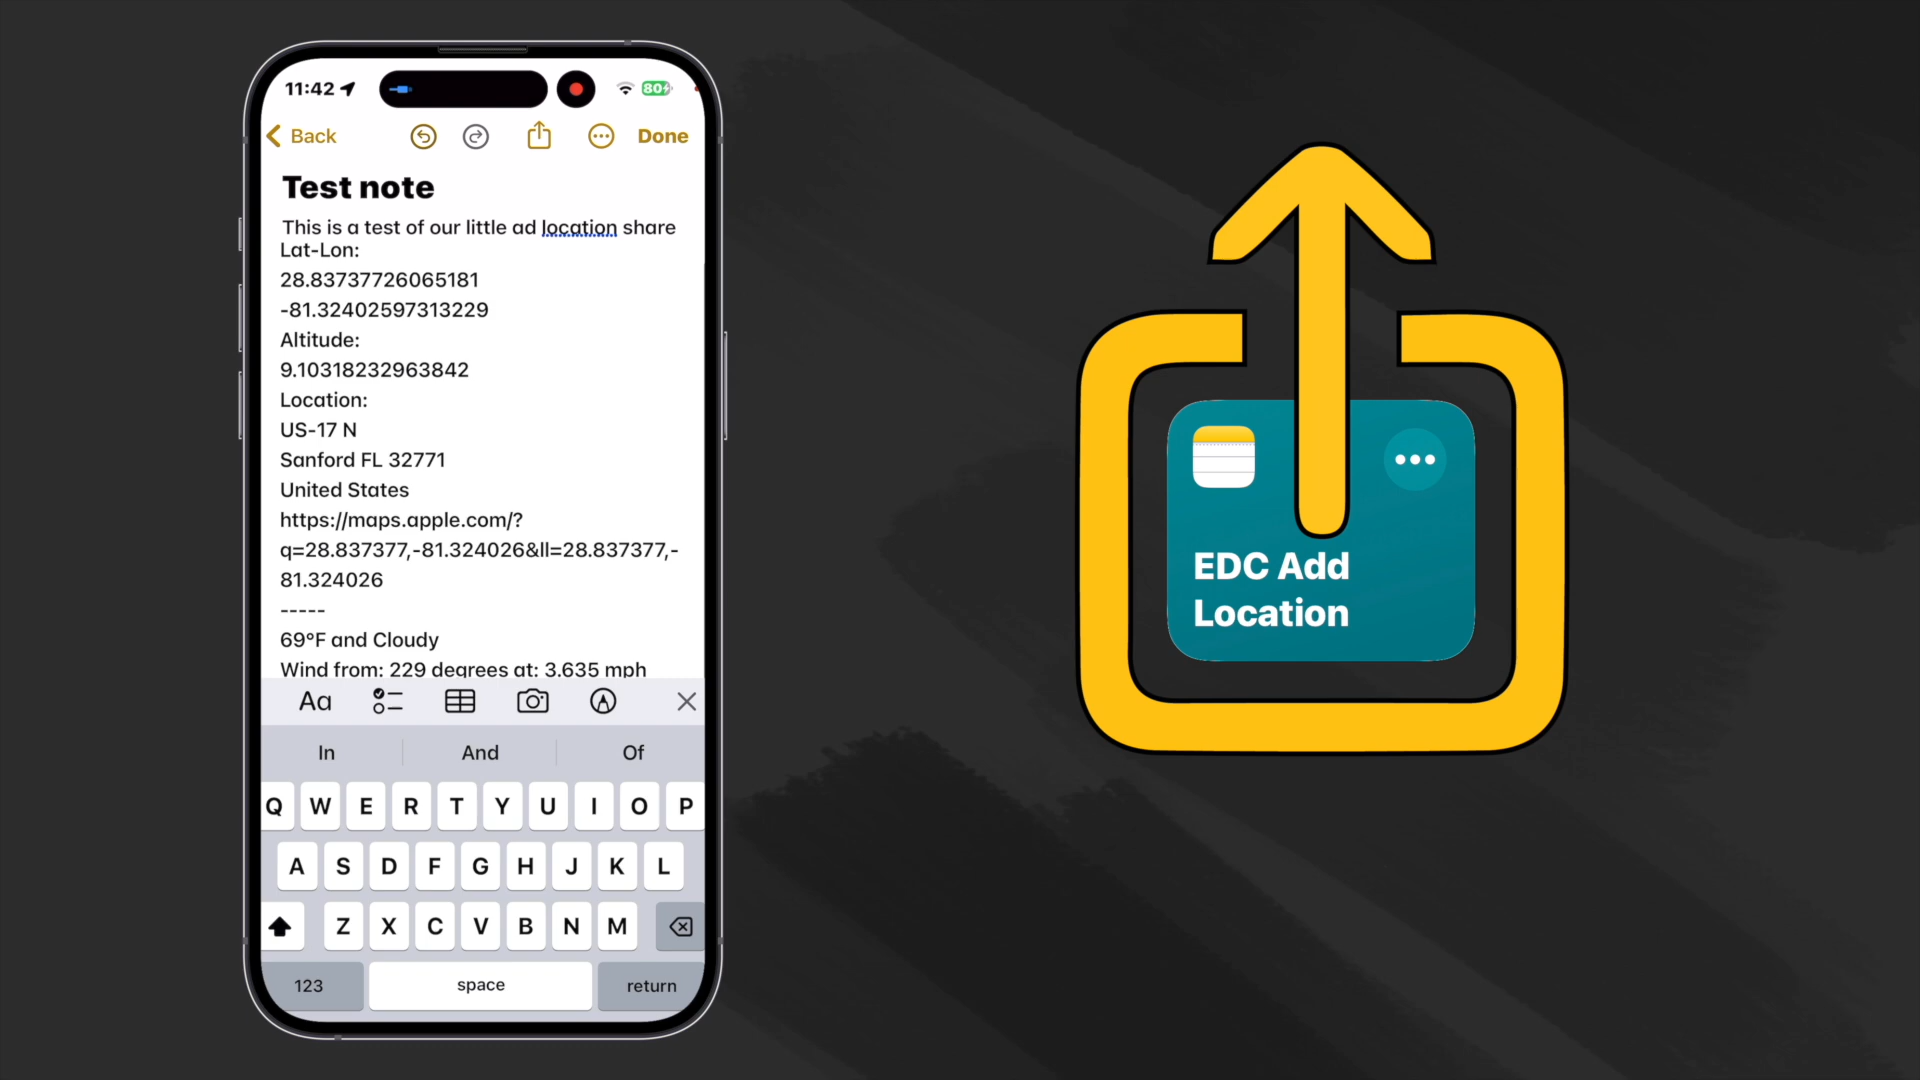 11:42
80
Back
Done
Test note
This is a test of our little ad location share
Lat-Lon:
28.83737726065181
-81.32402597313229
Altitude:
9.10318232963842
Location:
US-17 N
Sanford FL 32771
United States
https://maps.apple.com/?
q=28.837377,-81.324026&ll=28.837377,-
81.324026
-----
69°F and Cloudy
Wind from: 229 degrees at: 3.635 mph
Aa
In And Of
Q W E R T Y U I O P
A S D F G H J K L
Z X C V B N M
123 space return
EDC Add
Location